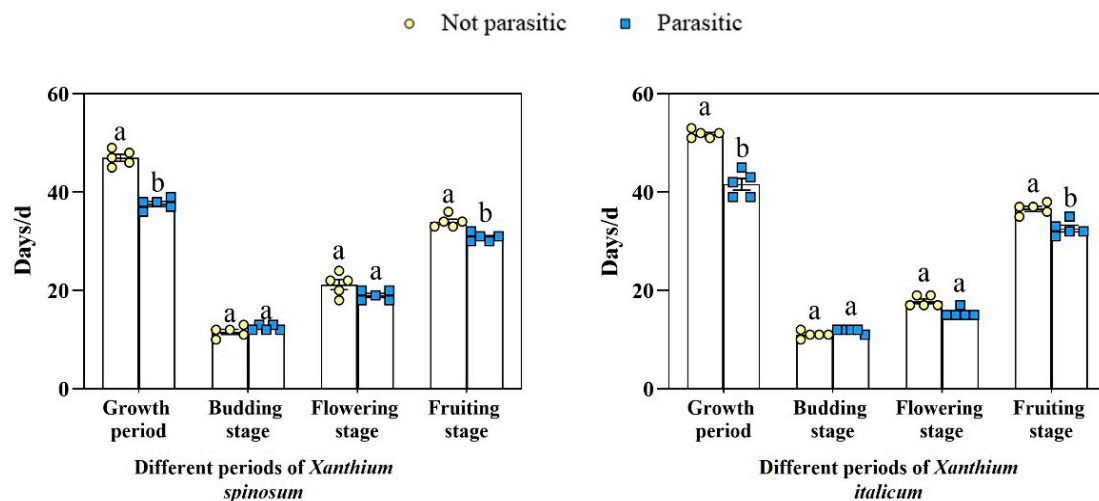 Not parasitic Parasitic
60
40
20
0
Days/d
a
b
a
a
a
a
a
b
Growth period
Budding stage
Flowering stage
Fruiting stage
Different periods of Xanthium
spinosum
60
40
20
0
Days/d
a
b
a
a
a
a
a
b
Growth period
Budding stage
Flowering stage
Fruiting stage
Different periods of Xanthium
italicum